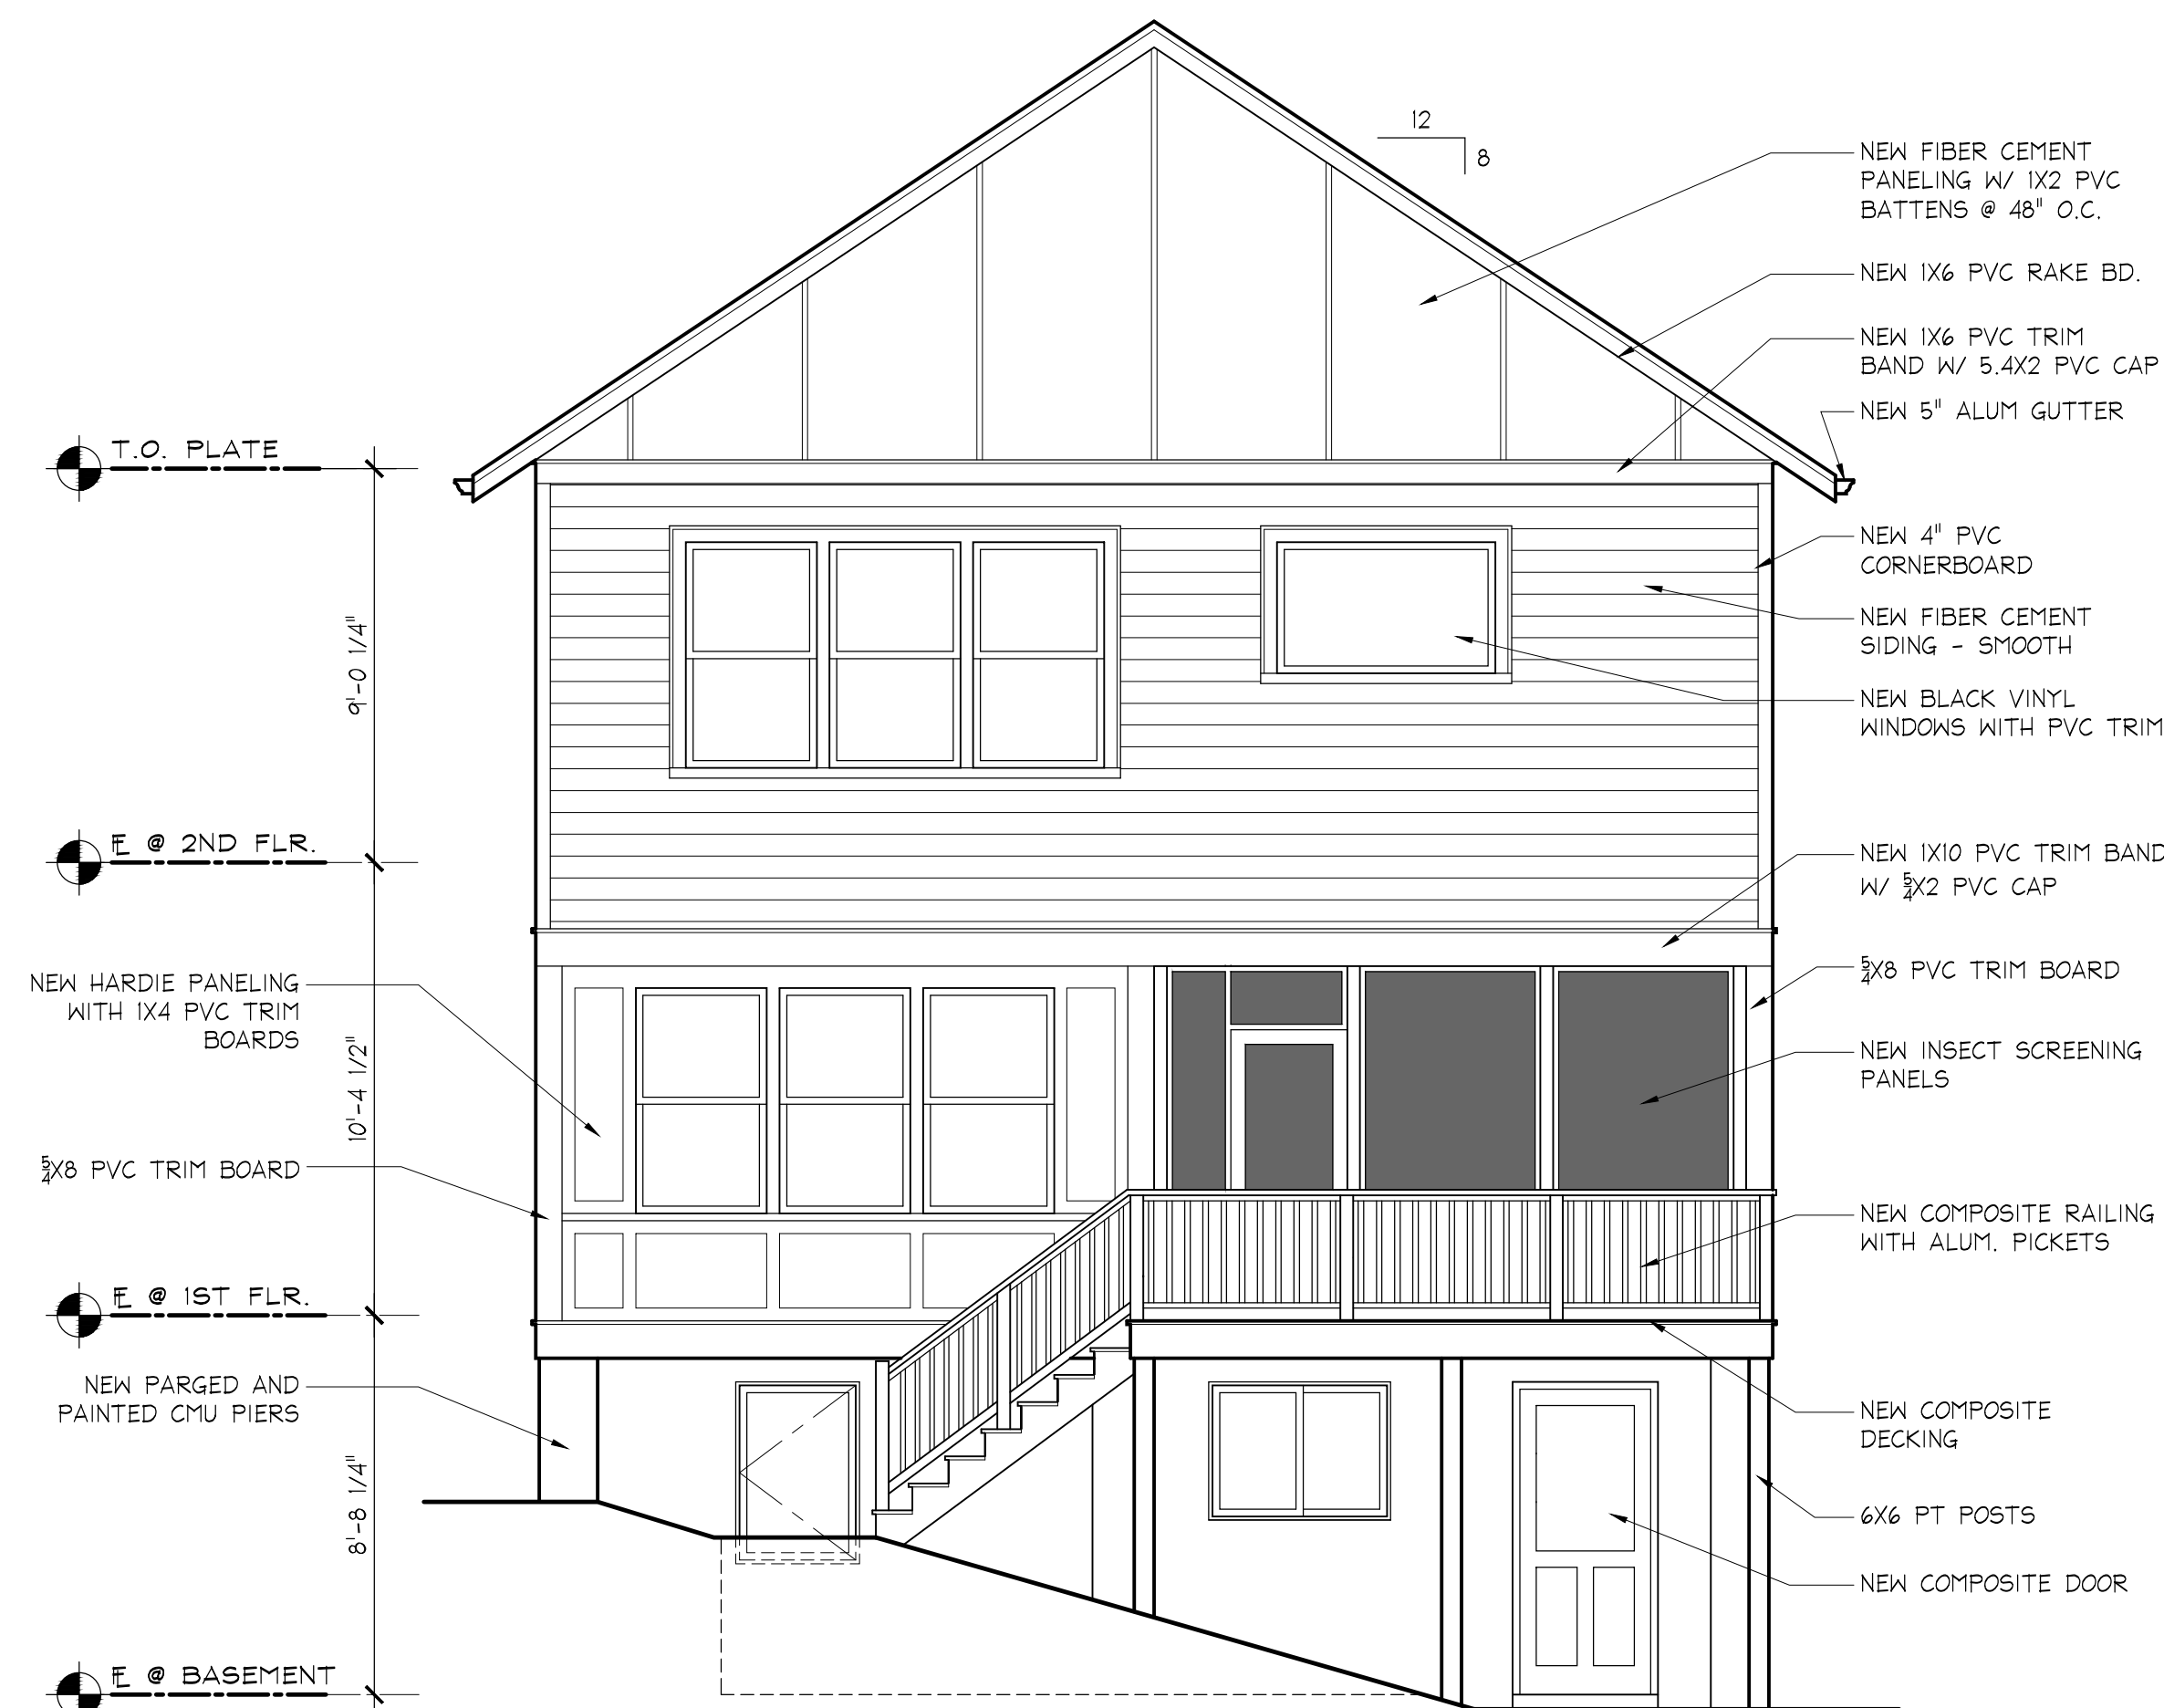 12
8
NEW FIBER CEMENT
PANELING W/ 1X2 PVC
BATTENS @ 48" O.C.
NEW 1X6 PVC RAKE BD.
NEW 1X6 PVC TRIM
BAND W/ 5.4X2 PVC CAP
NEW 5" ALUM GUTTER
T.O. PLATE
NEW 4" PVC
CORNERBOARD
NEW FIBER CEMENT
SIDING - SMOOTH
9'-0 1/4"
NEW BLACK VINYL
WINDOWS WITH PVC TRIM
FL @ 2ND FLR.
NEW 1X10 PVC TRIM BAND
W/ 5/4X2 PVC CAP
NEW HARDIE PANELING
WITH 1X4 PVC TRIM
BOARDS
5/4X8 PVC TRIM BOARD
10'-4 1/2"
NEW INSECT SCREENING
PANELS
5/4X8 PVC TRIM BOARD
NEW COMPOSITE RAILING
WITH ALUM. PICKETS
FL @ 1ST FLR.
NEW PARGED AND
PAINTED CMU PIERS
NEW COMPOSITE
DECKING
8'-8 1/4"
6X6 PT POSTS
NEW COMPOSITE DOOR
FL @ BASEMENT